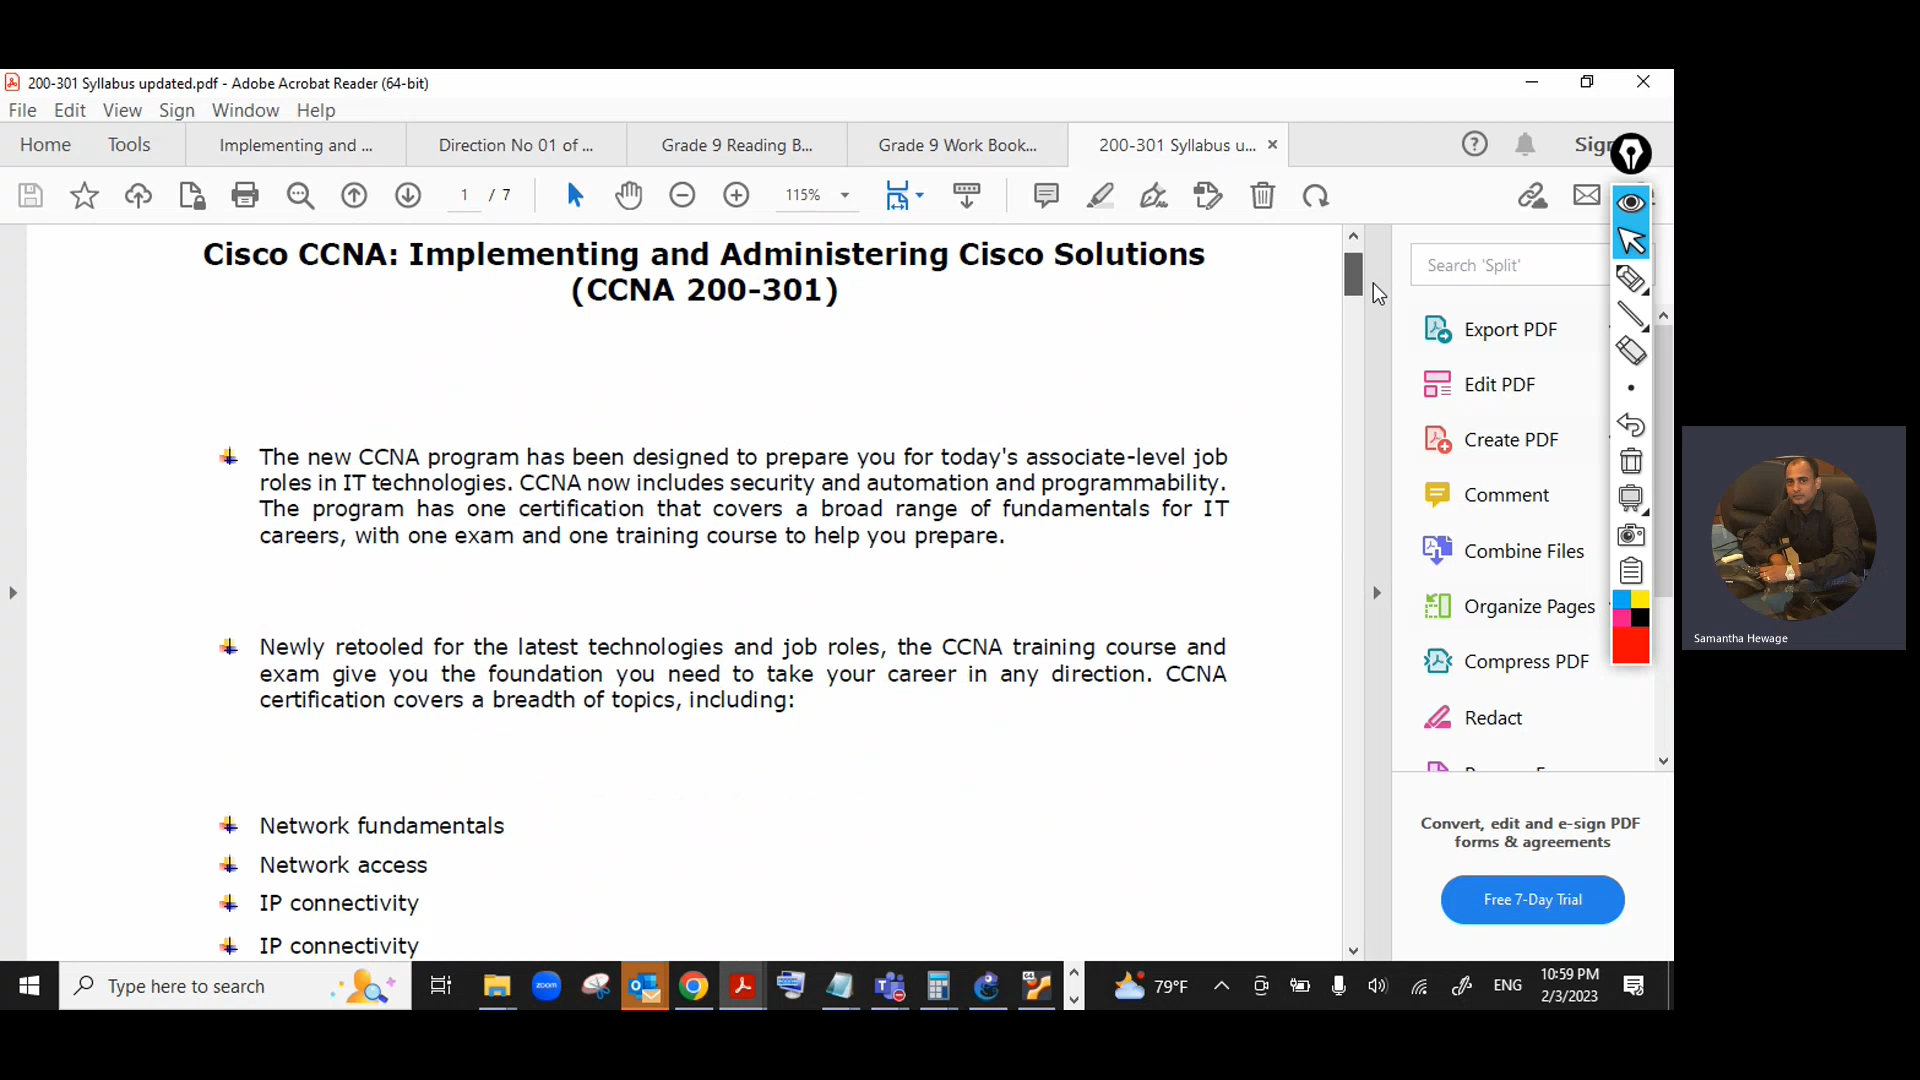 200-301 Syllabus updated.pdf - Adobe Acrobat Reader (64-bit)
File Edit View Sign Window Help
Home Tools Implementing and ... Direction No 01 of ... Grade 9 Reading B... Grade 9 Work Book... 200-301 Syllabus u...
1 / 7 115%
Cisco CCNA: Implementing and Administering Cisco Solutions
(CCNA 200-301)
The new CCNA program has been designed to prepare you for today's associate-level job
roles in IT technologies. CCNA now includes security and automation and programmability.
The program has one certification that covers a broad range of fundamentals for IT
careers, with one exam and one training course to help you prepare.
Newly retooled for the latest technologies and job roles, the CCNA training course and
exam give you the foundation you need to take your career in any direction. CCNA
certification covers a breadth of topics, including:
Network fundamentals
Network access
IP connectivity
IP connectivity
Search 'Split'
Export PDF
Edit PDF
Create PDF
Comment
Combine Files
Organize Pages
Compress PDF
Redact
Convert, edit and e-sign PDF
forms & agreements
Free 7-Day Trial
Samantha Hewage
Type here to search
zoom
79°F
ENG
10:59 PM
2/3/2023